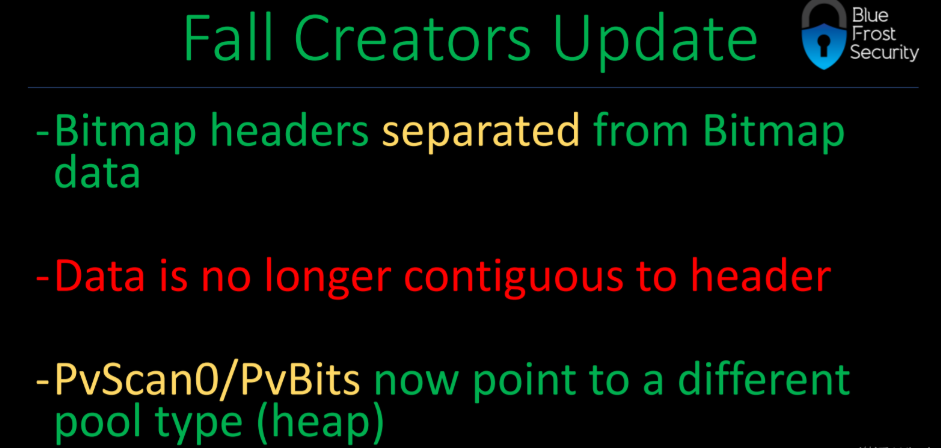 Fall Creators Update
Blue
Frost
Security
-Bitmap headers separated from Bitmap
data
-Data is no longer contiguous to header
-PvScan0/PvBits now point to a different
pool type (heap)